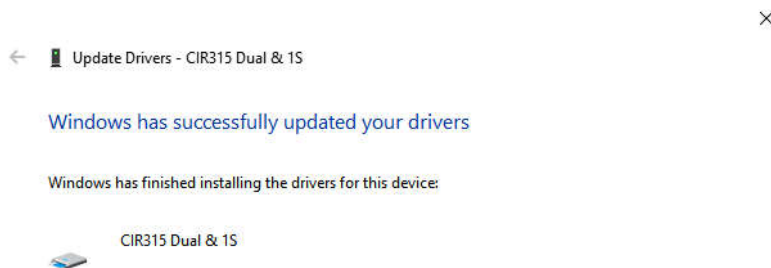 Update Drivers - CIR315 Dual & 1S
Windows has successfully updated your drivers
Windows has finished installing the drivers for this device:
CIR315 Dual & 1S